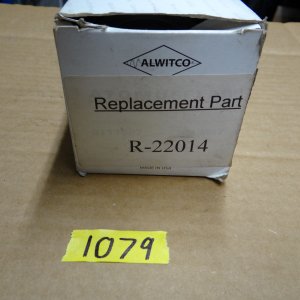 ALWITCO
Replacement Part
R-22014
MADE IN USA
1079